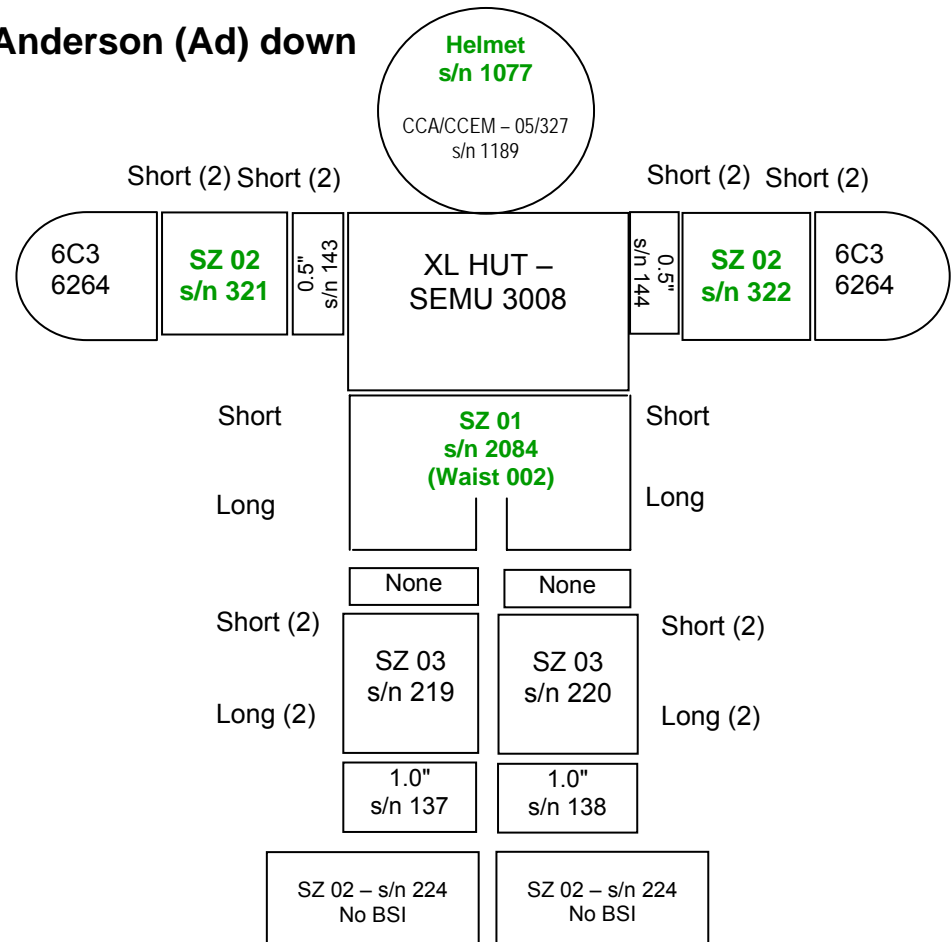 Anderson (Ad) down
Helmet
s/n 1077
CCA/CCEM – 05/327
s/n 1189
Short (2) Short (2)
Short (2) Short (2)
6C3
6264
SZ 02
s/n 321
0.5"
s/n 143
XL HUT –
SEMU 3008
0.5"
s/n 144
SZ 02
s/n 322
6C3
6264
Short
SZ 01
s/n 2084
(Waist 002)
Short
Long
Long
None
None
Short (2)
SZ 03
s/n 219
SZ 03
s/n 220
Short (2)
Long (2)
Long (2)
1.0"
s/n 137
1.0"
s/n 138
SZ 02 – s/n 224
No BSI
SZ 02 – s/n 224
No BSI